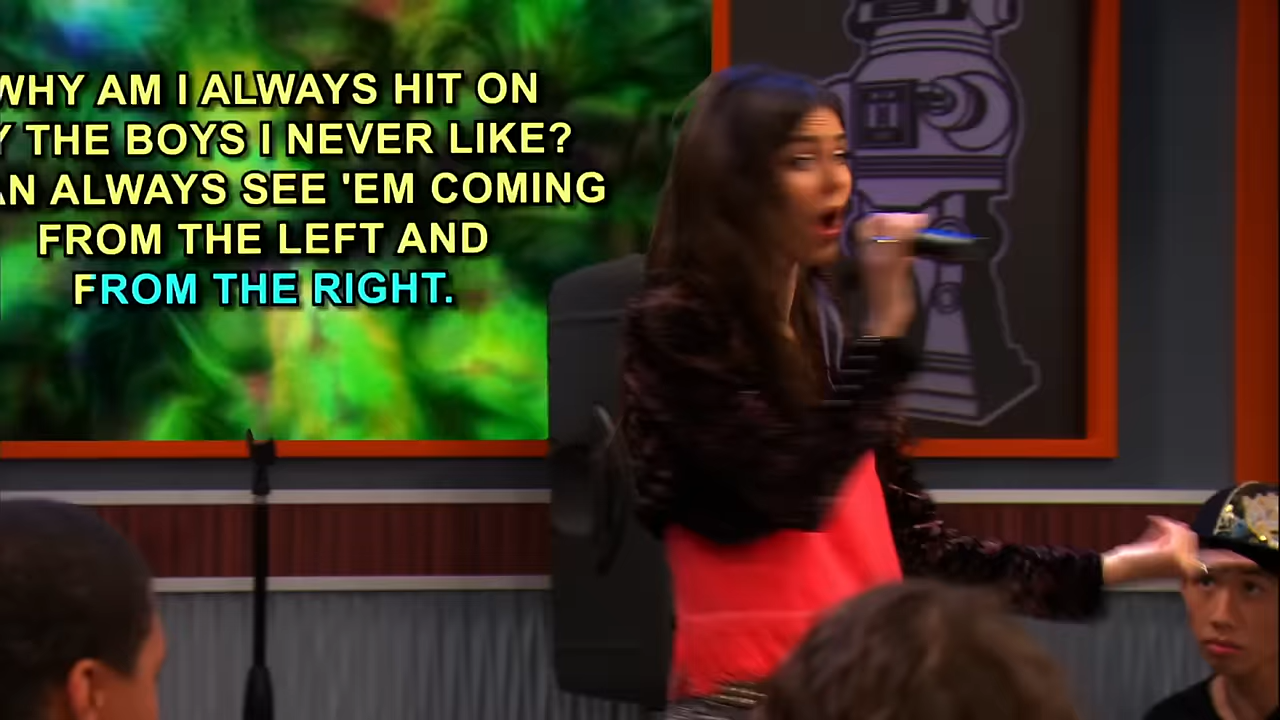 WHY AM I ALWAYS HIT ON
THE BOYS I NEVER LIKE?
ALWAYS SEE 'EM COMING
FROM THE LEFT AND
FROM THE RIGHT.